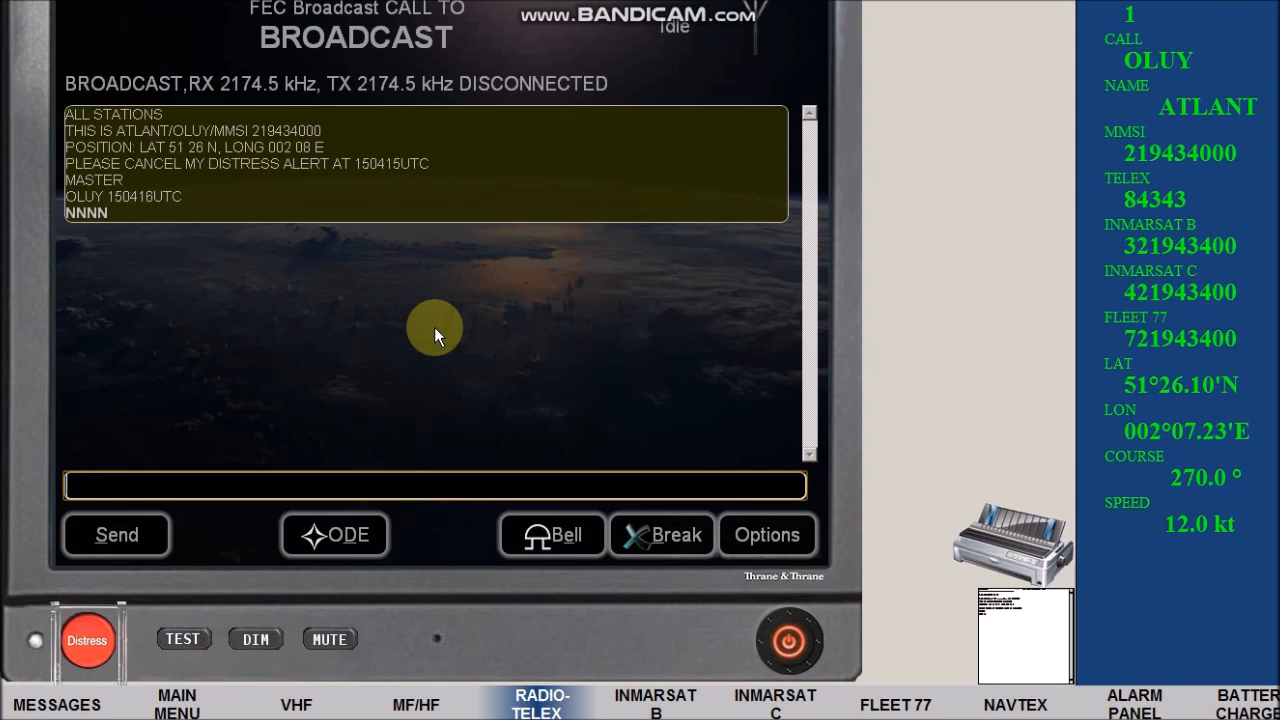 FEC Broadcast CALL TO
BROADCAST
www.BANDICAM.com
Idle
BROADCAST,RX 2174.5 kHz, TX 2174.5 kHz DISCONNECTED
ALL STATIONS
THIS IS ATLANT/OLUY/MMSI 219434000
POSITION: LAT 51 26 N, LONG 002 08 E
PLEASE CANCEL MY DISTRESS ALERT AT 150415UTC
MASTER
OLUY 150416UTC
NNNN
Send
ODE
Bell
Break
Options
Thrane & Thrane
Distress
TEST
DIM
MUTE
1
CALL
OLUY
NAME
ATLANT
MMSI
219434000
TELEX
84343
INMARSAT B
321943400
INMARSAT C
421943400
FLEET 77
721943400
LAT
51°26.10'N
LON
002°07.23'E
COURSE
270.0 °
SPEED
12.0 kt
MESSAGES
MAIN
MENU
VHF
MF/HF
RADIO-
TELEX
INMARSAT
B
INMARSAT
C
FLEET 77
NAVTEX
ALARM
PANEL
BATTER
CHARGE